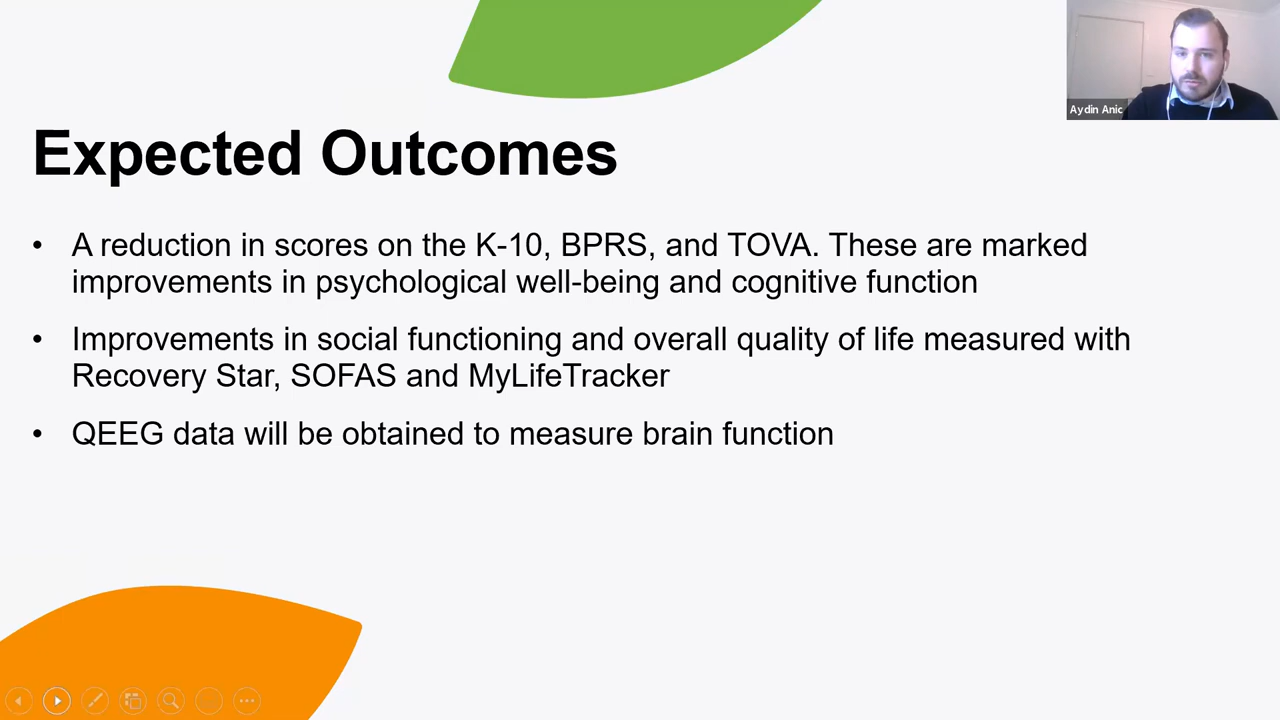 Aydin Anic
Expected Outcomes
• A reduction in scores on the K-10, BPRS, and TOVA. These are marked
improvements in psychological well-being and cognitive function
• Improvements in social functioning and overall quality of life measured with
Recovery Star, SOFAS and MyLifeTracker
• QEEG data will be obtained to measure brain function